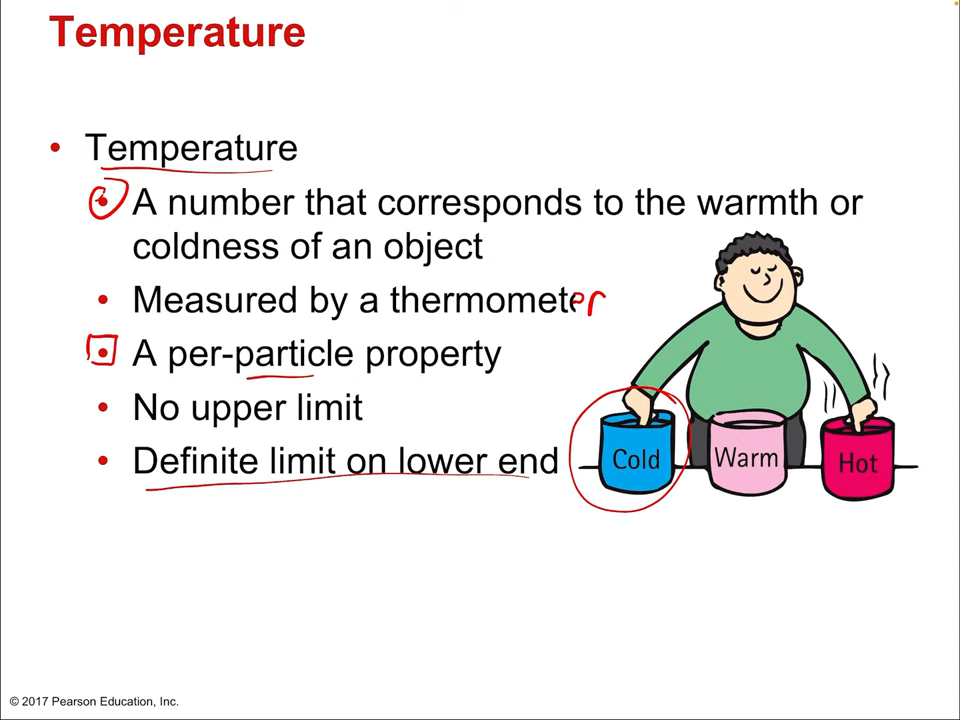 Temperature
• Temperature
• A number that corresponds to the warmth or
coldness of an object
• Measured by a thermometer
• A per-particle property
• No upper limit
• Definite limit on lower end
Cold
Warm
Hot
© 2017 Pearson Education, Inc.